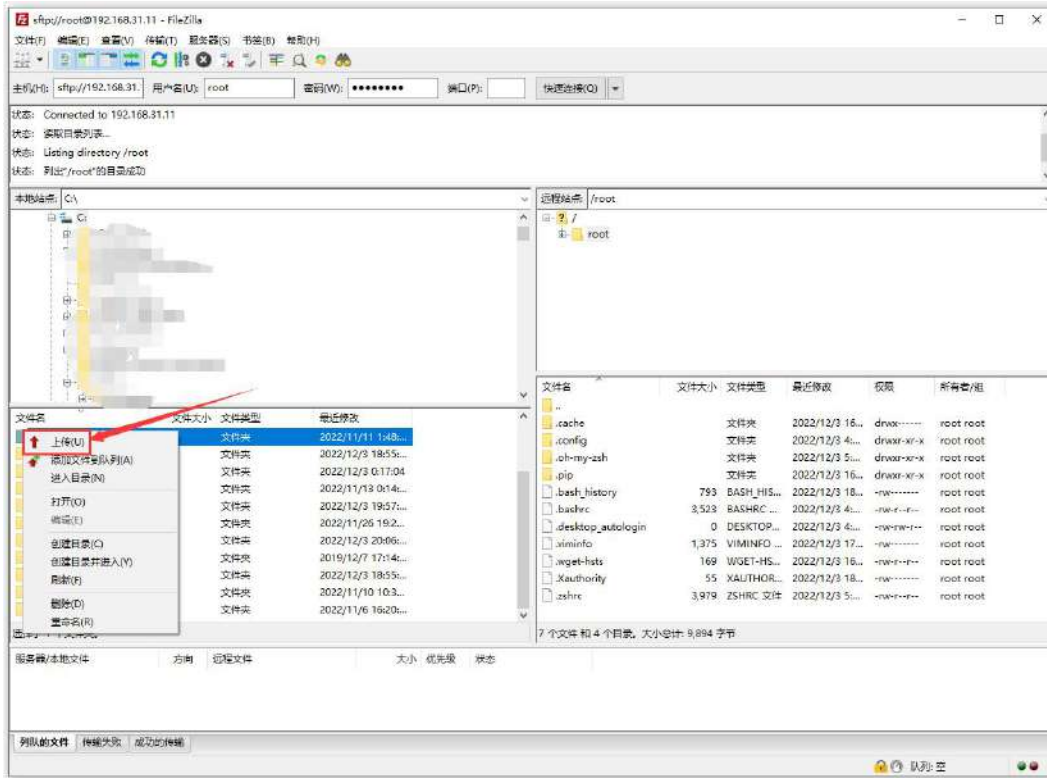 sftp://root@192.168.31.11 - FileZilla
文件(F) 编辑(E) 查看(V) 传输(T) 服务器(S) 书签(B) 帮助(H)
主机(H): sftp://192.168.31. 用户名(U): root 密码(W): ●●●●●●●● 端口(P): 快速连接(Q)
状态: Connected to 192.168.31.11
状态: 读取目录列表...
状态: Listing directory /root
状态: 列出"/root"的目录成功
本地站点: C:\
C:
远程站点: /root
/
root
文件名 文件大小 文件类型 最近修改
文件夹 2022/11/11 1:48:...
文件夹 2022/12/3 18:55:...
文件夹 2022/12/3 0:17:04
文件夹 2022/11/13 0:14:...
文件夹 2022/12/3 19:57:...
文件夹 2022/11/26 19:2...
文件夹 2022/12/3 20:06:...
文件夹 2019/12/7 17:14:...
文件夹 2022/12/3 18:55:...
文件夹 2022/11/10 10:3...
文件夹 2022/11/6 16:20:...
上传(U)
添加文件到队列(A)
进入目录(N)
打开(O)
编辑(E)
创建目录(C)
创建目录并进入(Y)
刷新(F)
删除(D)
重命名(R)
文件名 文件大小 文件类型 最近修改 权限 所有者/组
..
.cache 文件夹 2022/12/3 16... drwx------ root root
.config 文件夹 2022/12/3 4:... drwxr-xr-x root root
.oh-my-zsh 文件夹 2022/12/3 5:... drwxr-xr-x root root
.pip 文件夹 2022/12/3 16... drwxr-xr-x root root
.bash_history 793 BASH_HIS... 2022/12/3 18... -rw------- root root
.bashrc 3,523 BASHRC ... 2022/12/3 4:... -rw-r--r-- root root
.desktop_autologin 0 DESKTOP... 2022/12/3 4:... -rw-rw-r-- root root
.viminfo 1,375 VIMINFO ... 2022/12/3 17... -rw------- root root
.wget-hsts 169 WGET-HS... 2022/12/3 16... -rw-r--r-- root root
.Xauthority 55 XAUTHOR... 2022/12/3 18... -rw------- root root
.zshrc 3,979 ZSHRC 文件 2022/12/3 5:... -rw-r--r-- root root
7 个文件 和 4 个目录。大小总计: 9,894 字节
服务器/本地文件 方向 远程文件 大小 优先级 状态
列队的文件 传输失败 成功的传输
队列: 空